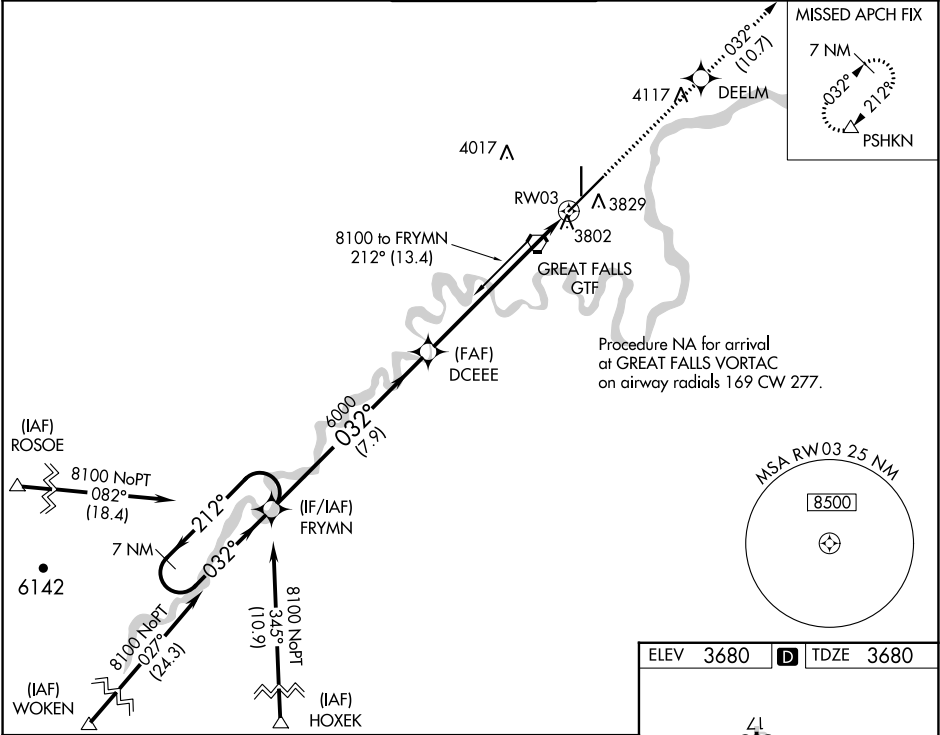 MISSED APCH FIX
7 NM
032°
212°
PSHKN
032°
(10.7)
4117
DEELM
4017
RW03
3829
3802
8100 to FRYMN
212° (13.4)
GREAT FALLS
GTF
(FAF)
DCEEE
Procedure NA for arrival
at GREAT FALLS VORTAC
on airway radials 169 CW 277.
6000
032°
(7.9)
(IAF)
ROSOE
8100 NoPT
082°
(18.4)
212°
(IF/IAF)
FRYMN
7 NM
032°
6142
8100 NoPT
027°
(24.3)
8100 NoPT
345°
(10.9)
(IAF)
WOKEN
(IAF)
HOXEK
MSA RW03 25 NM
8500
ELEV 3680 D TDZE 3680